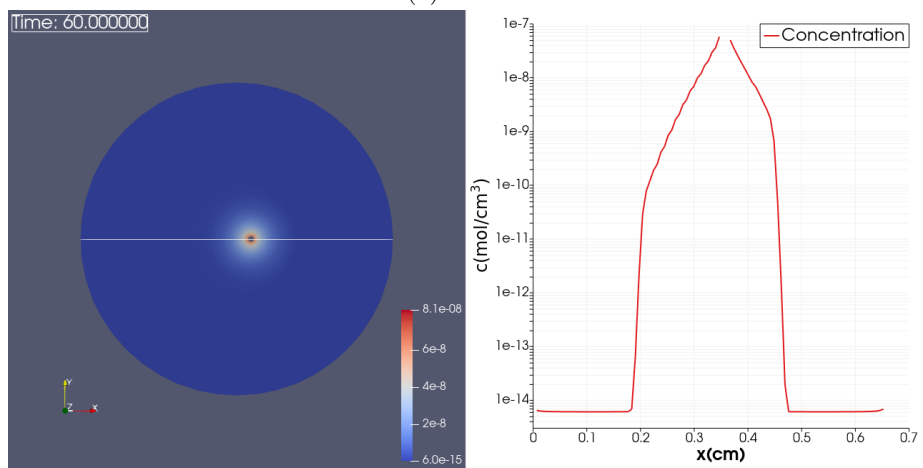 Time: 60.000000
8.1e-08
6e-8
4e-8
2e-8
6.0e-15
Y
Z
X
Concentration
c(mol/cm³)
1e-7
1e-8
1e-9
1e-10
1e-11
1e-12
1e-13
1e-14
0 0.1 0.2 0.3 0.4 0.5 0.6 0.7
x(cm)